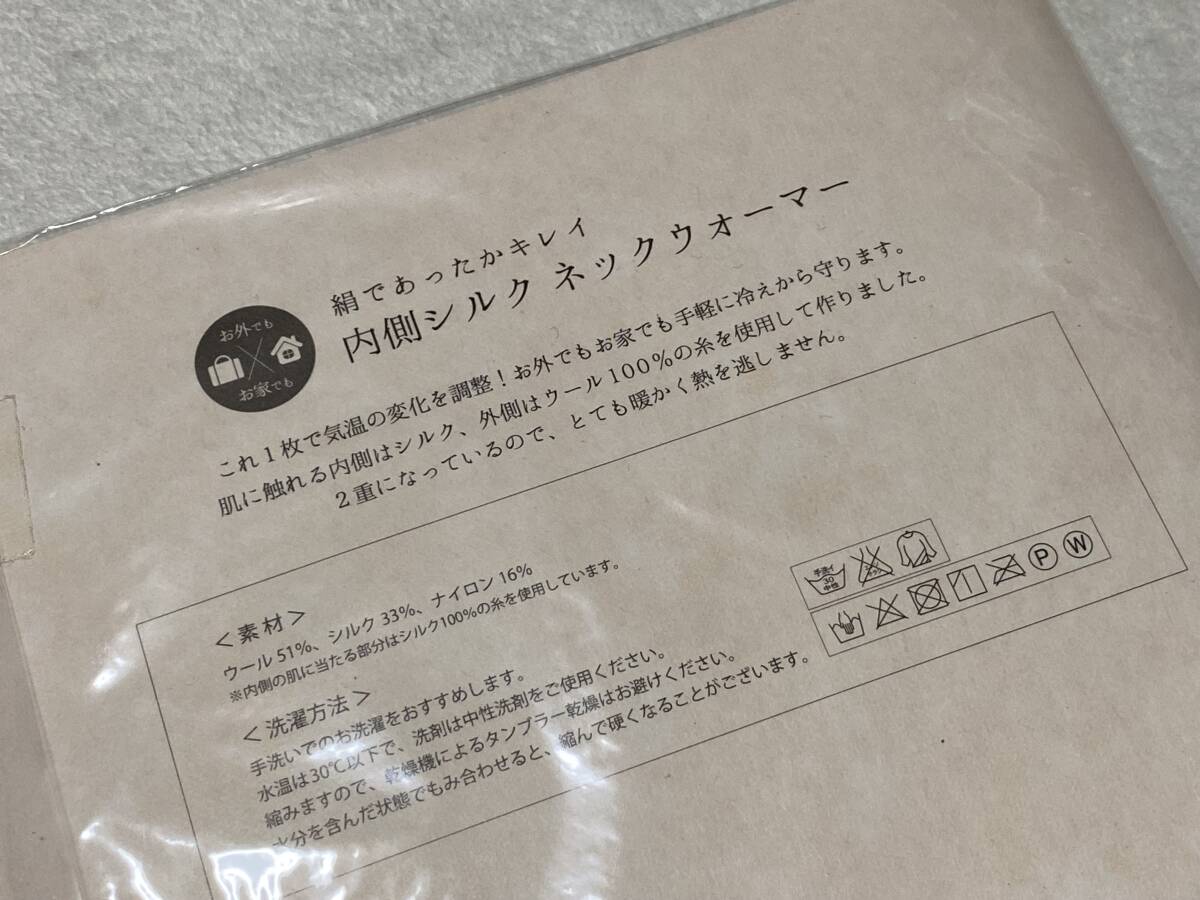 絹であったかキレイ
内側シルク ネックウォーマー
お外でも
お家でも
これ1枚で気温の変化を調整！お外でもお家でも手軽に冷えから守ります。
肌に触れる内側はシルク、外側はウール100%の糸を使用して作りました。
2重になっているので、とても暖かく熱を逃しません。
＜素材＞
ウール51%、シルク33%、ナイロン16%
※内側の肌に当たる部分はシルク100%の糸を使用しています。
＜洗濯方法＞
手洗いでのお洗濯をおすすめします。
水温は30℃以下で、洗剤は中性洗剤をご使用ください。
縮みますので、乾燥機によるタンブラー乾燥はお避けください。
水分を含んだ状態でもみ合わせると、縮んで硬くなることがございます。
手洗イ
30
中性
P
W